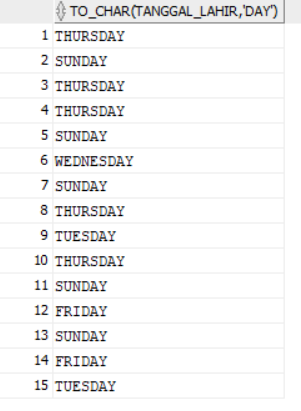 TO_CHAR(TANGGAL_LAHIR,'DAY')
1 THURSDAY
2 SUNDAY
3 THURSDAY
4 THURSDAY
5 SUNDAY
6 WEDNESDAY
7 SUNDAY
8 THURSDAY
9 TUESDAY
10 THURSDAY
11 SUNDAY
12 FRIDAY
13 SUNDAY
14 FRIDAY
15 TUESDAY